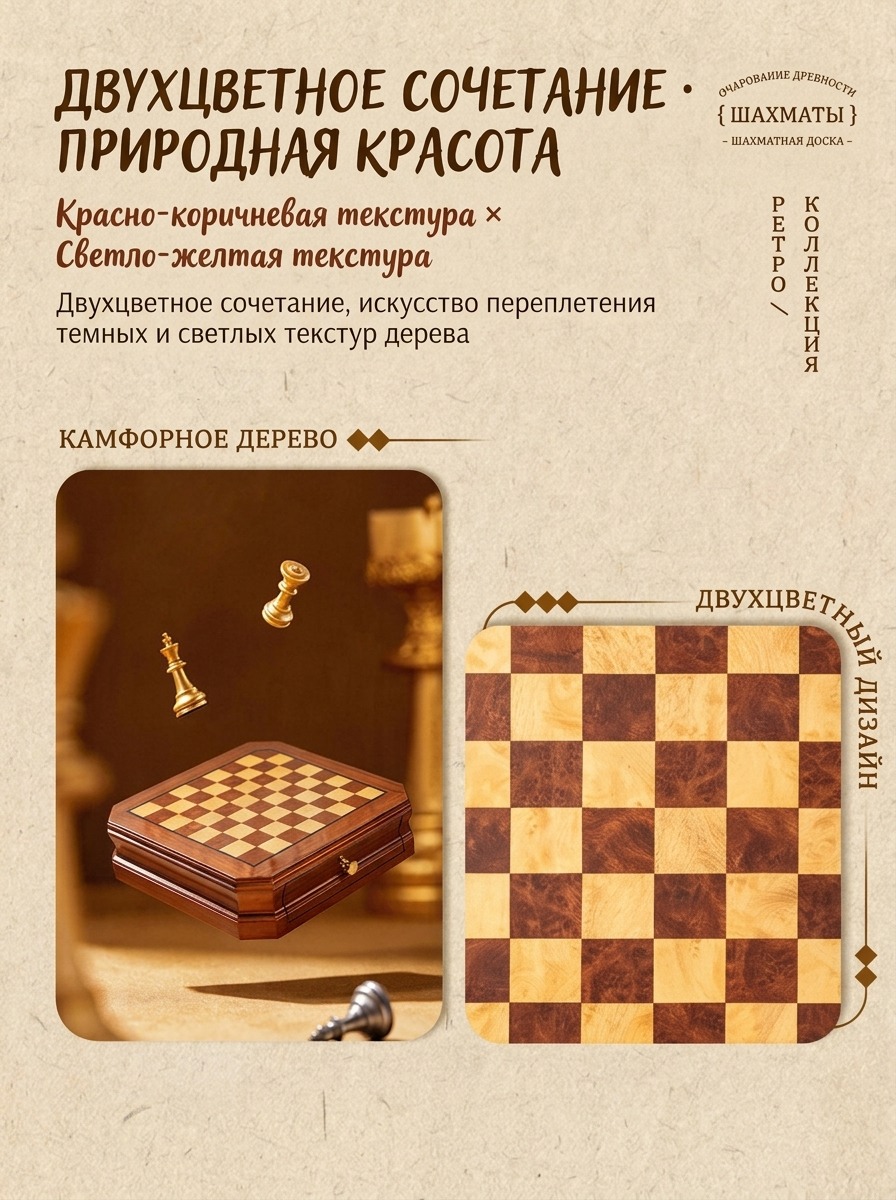 ДВУХЦВЕТНОЕ СОЧЕТАНИЕ •
ПРИРОДНАЯ КРАСОТА
Красно-коричневая текстура ×
Светло-желтая текстура
Двухцветное сочетание, искусство переплетения
темных и светлых текстур дерева
ОЧАРОВАИИЕ ДРЕВНОСТИ
{ ШАХМАТЫ }
– ШАХМАТНАЯ ДОСКА –
РЕТРО /
КОЛЛЕКЦИЯ
КАМФОРНОЕ ДЕРЕВО
ДВУХЦВЕТНЫЙ ДИЗАЙН